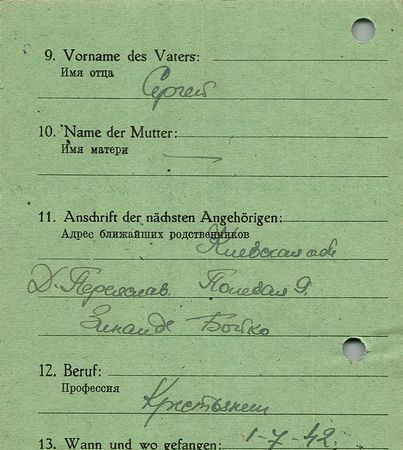 9. Vorname des Vaters:
Имя отца
Сергей
10. Name der Mutter:
Имя матери
—
11. Anschrift der nächsten Angehörigen:
Адрес ближайших родственников
Киевская обл
Д. Переяслав. Полевая 9.
Зинаида Бойко
12. Beruf:
Профессия
Крестьянин
13. Wann und wo gefangen: 1-7-42.